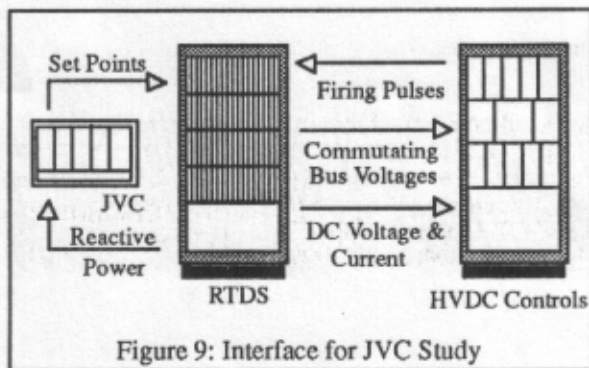 Set Points
Firing Pulses
Commutating
Bus Voltages
JVC
Reactive
Power
DC Voltage &
Current
RTDS
HVDC Controls
Figure 9: Interface for JVC Study